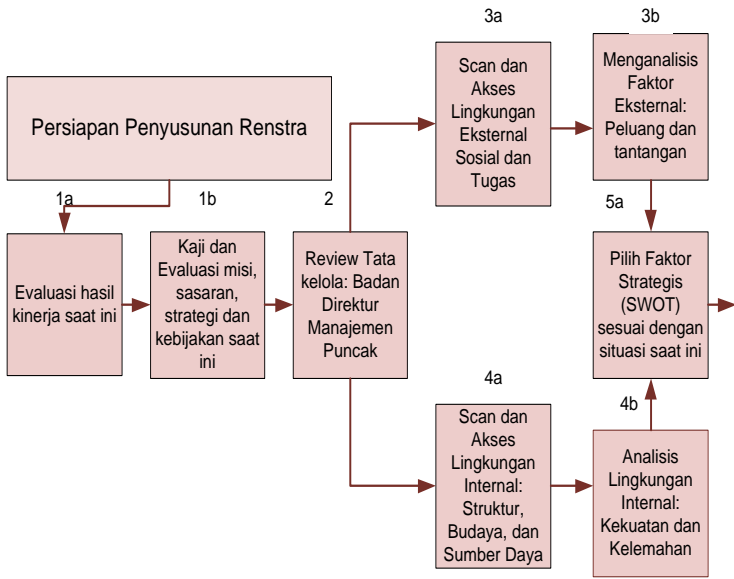 3a
3b
Scan dan
Akses
Lingkungan
Eksternal
Sosial dan
Tugas
Menganalisis
Faktor
Eksternal:
Peluang dan
tantangan
Persiapan Penyusunan Renstra
1a
1b
2
5a
Evaluasi hasil
kinerja saat ini
Kaji dan
Evaluasi misi,
sasaran,
strategi dan
kebijakan saat
ini
Review Tata
kelola: Badan
Direktur
Manajemen
Puncak
Pilih Faktor
Strategis
(SWOT)
sesuai dengan
situasi saat ini
4a
4b
Scan dan
Akses
Lingkungan
Internal:
Struktur,
Budaya, dan
Sumber Daya
Analisis
Lingkungan
Internal:
Kekuatan dan
Kelemahan